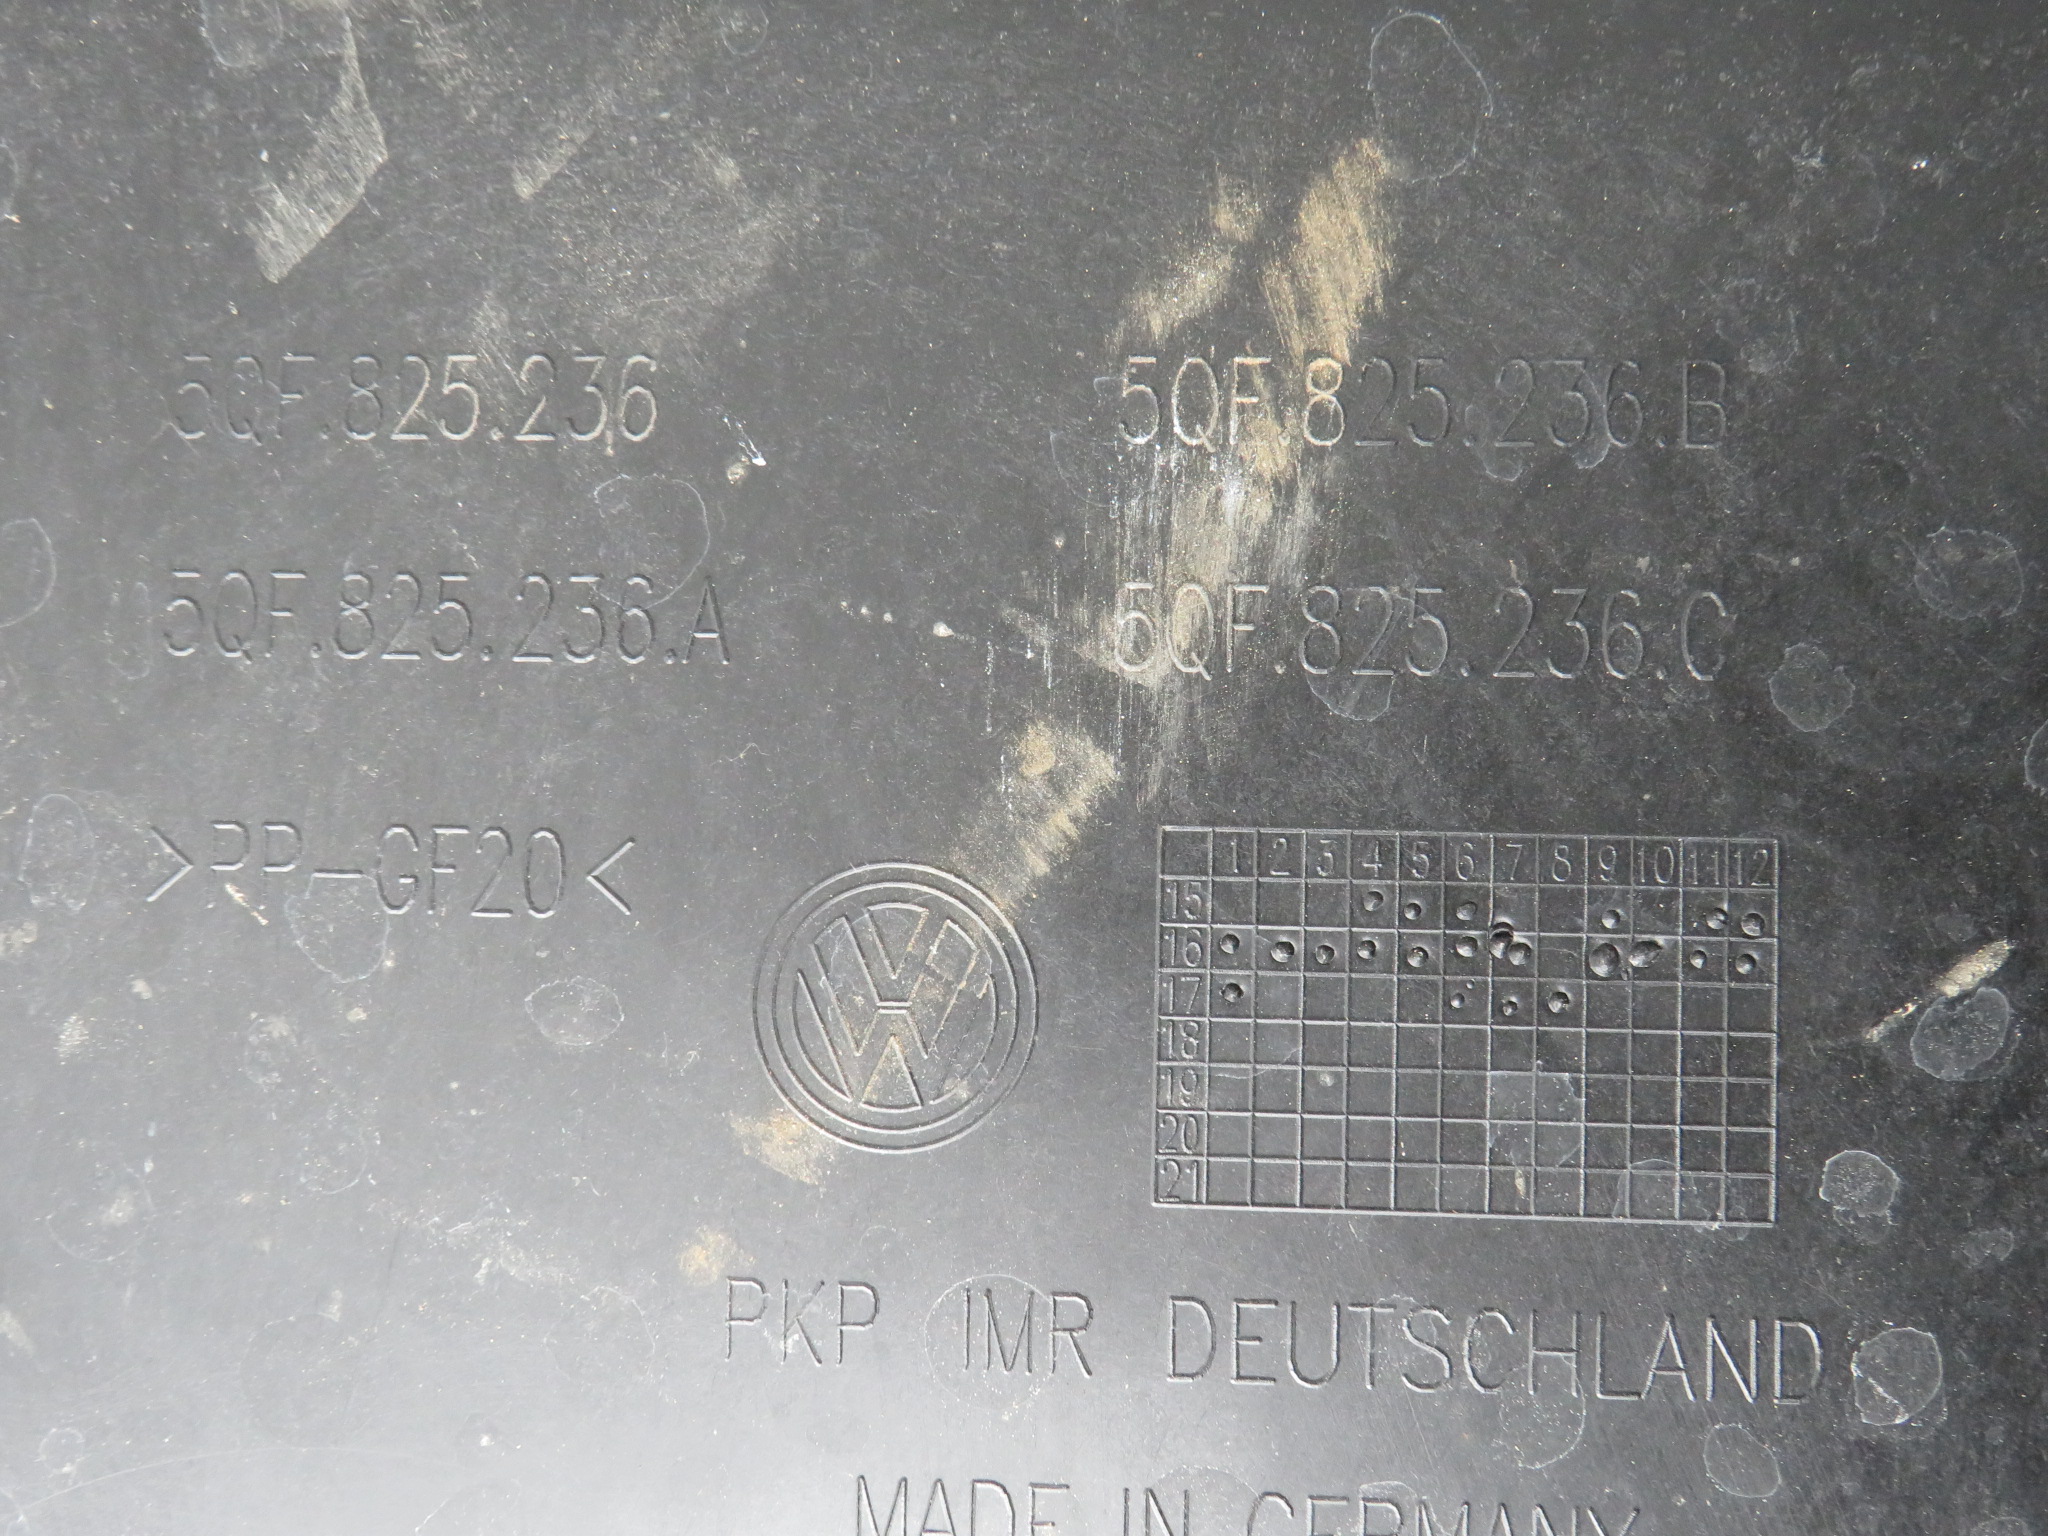 5QF.825.236 5QF.825.236.B
5QF.825.236.A 5QF.825.236.C
>PP-GF20<
1 2 3 4 5 6 7 8 9 10 11 12
15
16
17
18
19
20
21
PKP IMR DEUTSCHLAND
MADE IN GERMANY